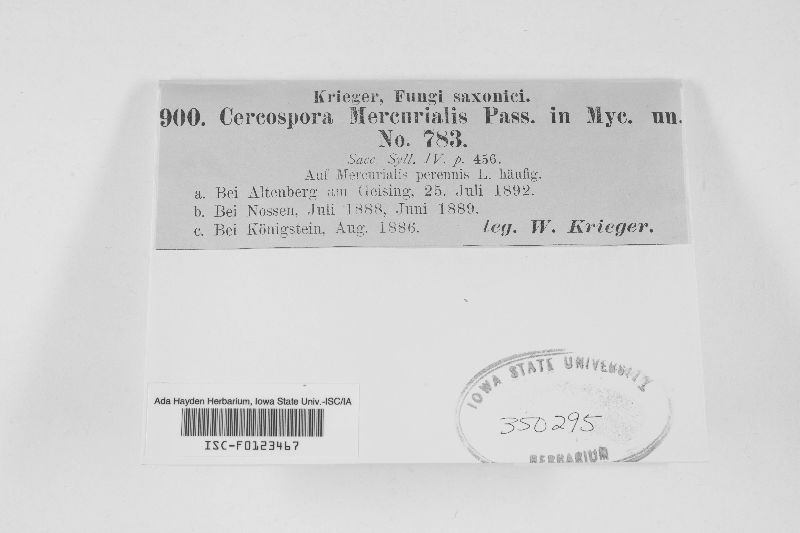 Krieger, Fungi saxonici.
900. Cercospora Mercurialis Pass. in Myc. un.
No. 783.
Sacc. Syll. IV. p. 456.
Auf Mercurialis perennis L. häufig.
a. Bei Altenberg am Geising, 25. Juli 1892.
b. Bei Nossen, Juli 1888, Juni 1889.
c. Bei Königstein, Aug. 1886. leg. W. Krieger.
Ada Hayden Herbarium, Iowa State Univ.-ISC/IA
ISC-F0123467
IOWA STATE UNIVERSITY
350295
HERBARIUM